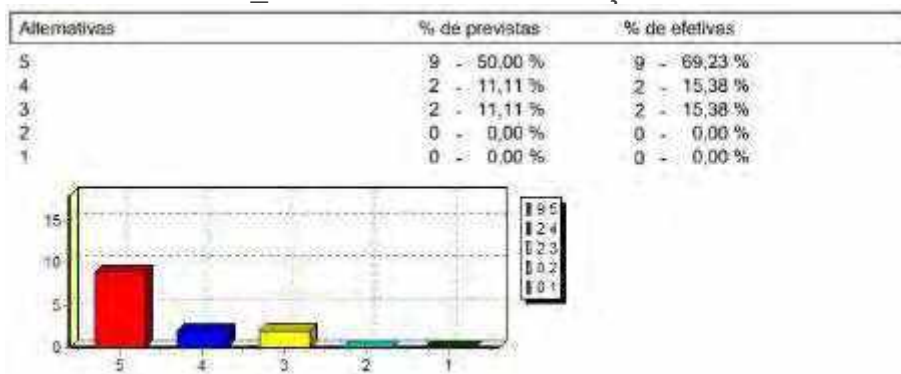 Alternativas % de previstas % de efetivas
5 9 - 50,00 % 9 - 69,23 %
4 2 - 11,11 % 2 - 15,38 %
3 2 - 11,11 % 2 - 15,38 %
2 0 - 0,00 % 0 - 0,00 %
1 0 - 0,00 % 0 - 0,00 %
15
10
5
0
5 4 3 2 1
9 5
2 4
2 3
0 2
0 1